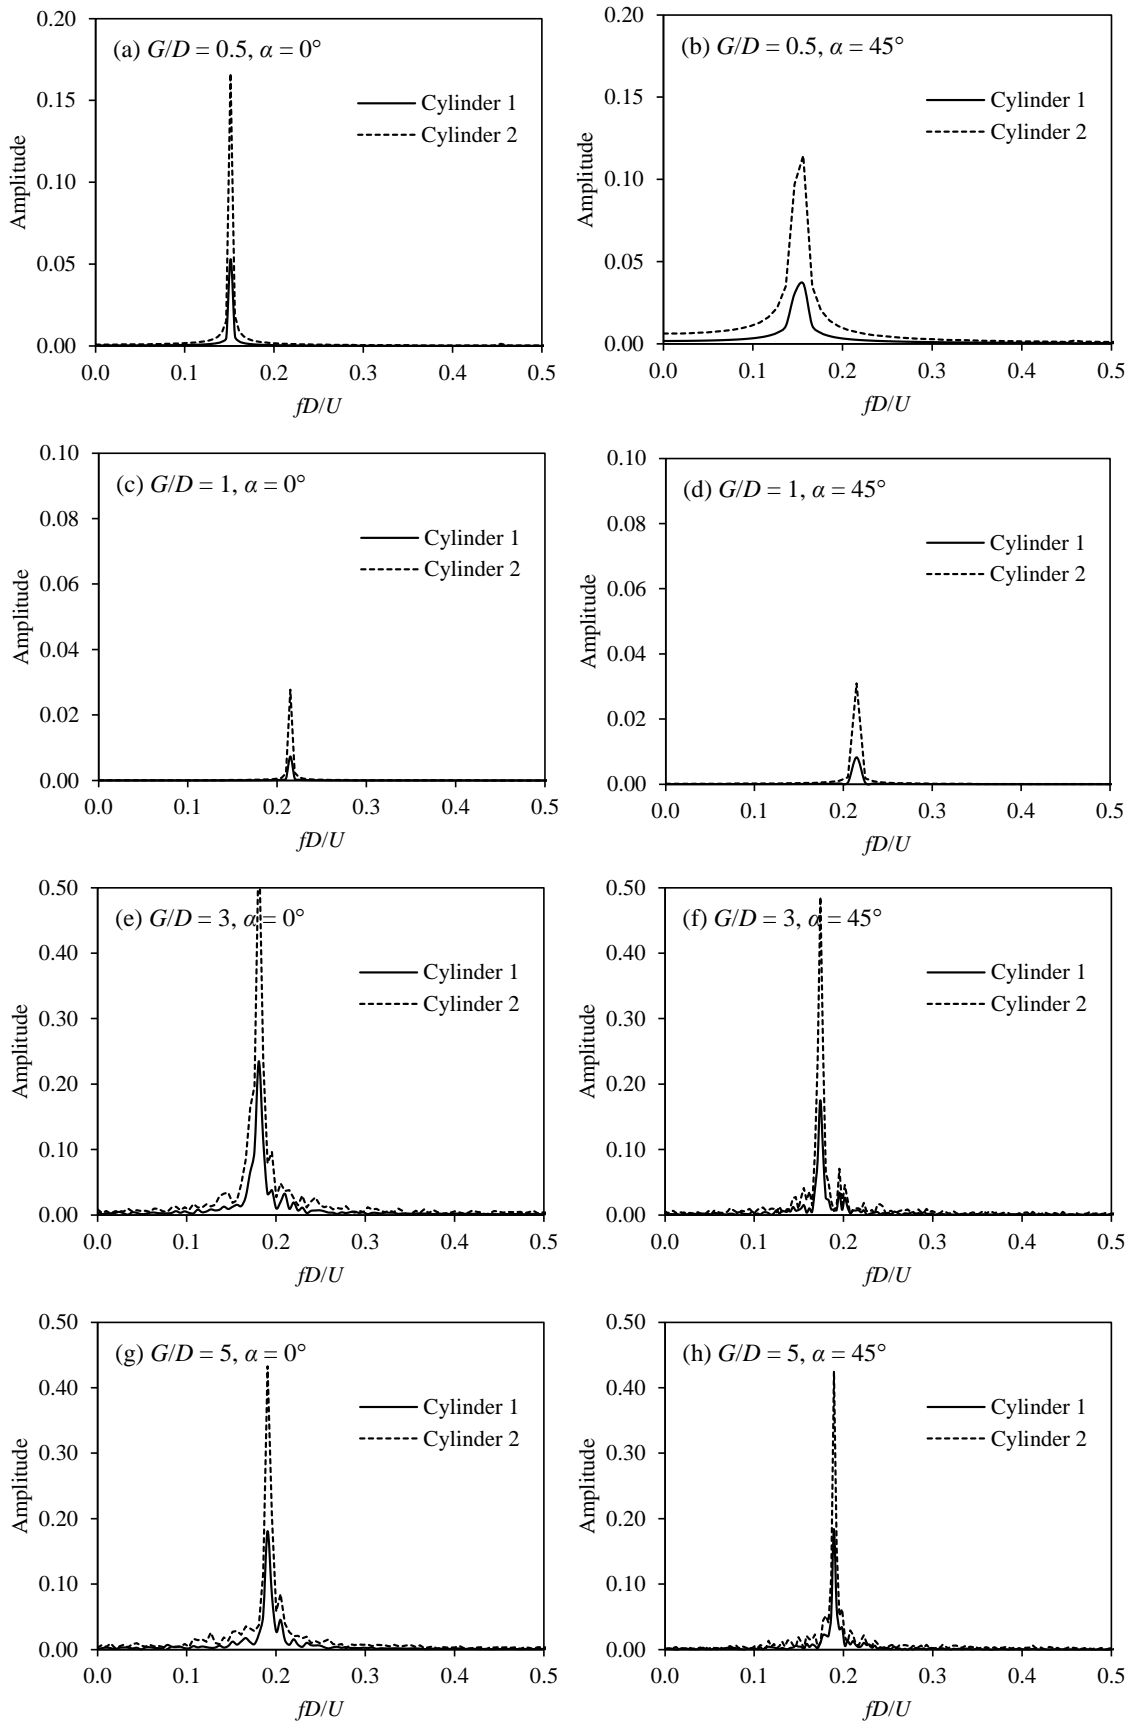 (a) G/D = 0.5, α = 0°
Cylinder 1
Cylinder 2
Amplitude
0.20
0.15
0.10
0.05
0.00
0.0 0.1 0.2 0.3 0.4 0.5
fD/U
(b) G/D = 0.5, α = 45°
Cylinder 1
Cylinder 2
Amplitude
0.20
0.15
0.10
0.05
0.00
0.0 0.1 0.2 0.3 0.4 0.5
fD/U
(c) G/D = 1, α = 0°
Cylinder 1
Cylinder 2
Amplitude
0.10
0.08
0.06
0.04
0.02
0.00
0.0 0.1 0.2 0.3 0.4 0.5
fD/U
(d) G/D = 1, α = 45°
Cylinder 1
Cylinder 2
Amplitude
0.10
0.08
0.06
0.04
0.02
0.00
0.0 0.1 0.2 0.3 0.4 0.5
fD/U
(e) G/D = 3, α = 0°
Cylinder 1
Cylinder 2
Amplitude
0.50
0.40
0.30
0.20
0.10
0.00
0.0 0.1 0.2 0.3 0.4 0.5
fD/U
(f) G/D = 3, α = 45°
Cylinder 1
Cylinder 2
Amplitude
0.50
0.40
0.30
0.20
0.10
0.00
0.0 0.1 0.2 0.3 0.4 0.5
fD/U
(g) G/D = 5, α = 0°
Cylinder 1
Cylinder 2
Amplitude
0.50
0.40
0.30
0.20
0.10
0.00
0.0 0.1 0.2 0.3 0.4 0.5
fD/U
(h) G/D = 5, α = 45°
Cylinder 1
Cylinder 2
Amplitude
0.50
0.40
0.30
0.20
0.10
0.00
0.0 0.1 0.2 0.3 0.4 0.5
fD/U